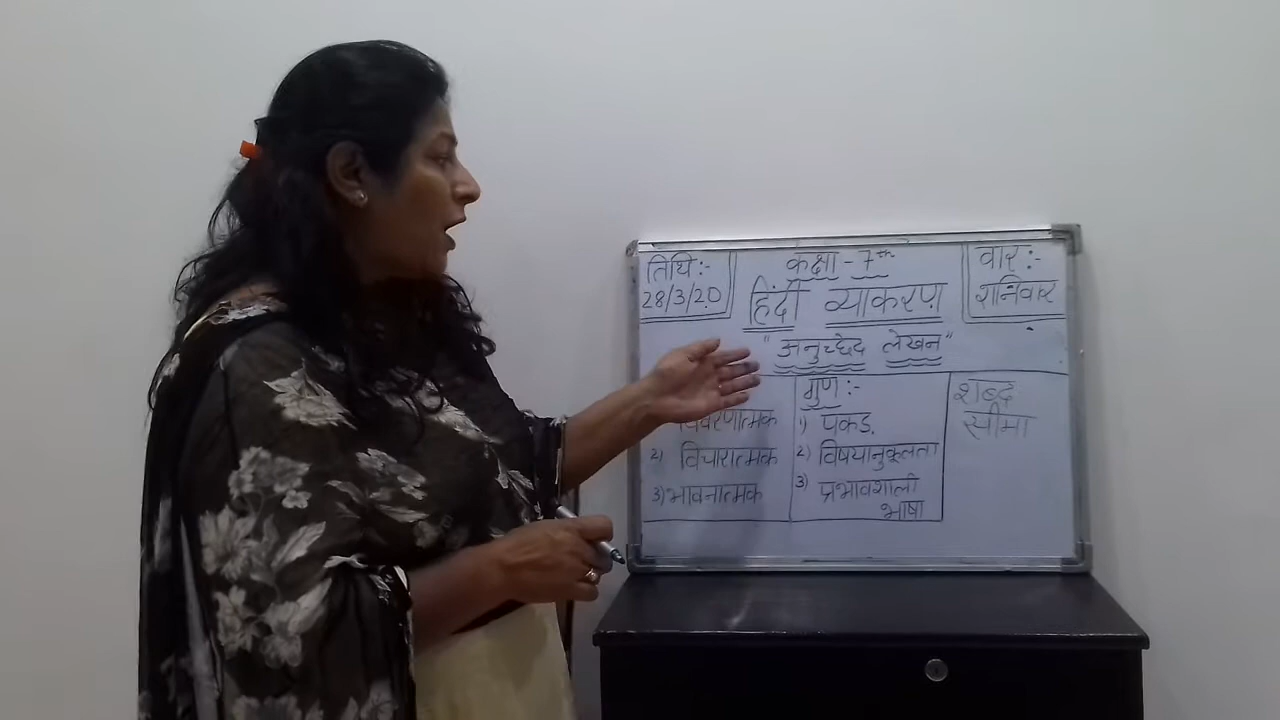 तिथि:-
28/3/20
कक्षा - 7th
हिंदी व्याकरण
वार:-
शनिवार
"अनुच्छेद लेखन"
विवरणात्मक
2) विचारात्मक
3) भावनात्मक
गुण:-
1) पकड.
2) विषयानुकूलता
3) प्रभावशाली
भाषा
शब्द
सीमा